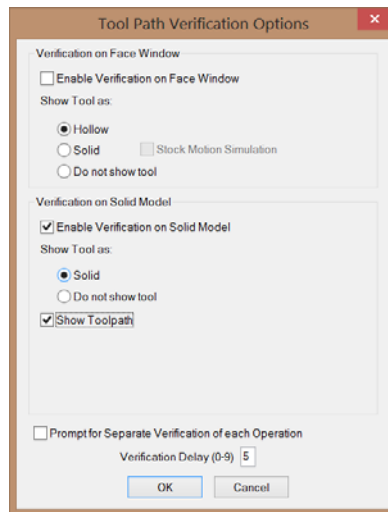 Tool Path Verification Options
Verification on Face Window
Enable Verification on Face Window
Show Tool as:
Hollow
Solid
Stock Motion Simulation
Do not show tool
Verification on Solid Model
Enable Verification on Solid Model
Show Tool as:
Solid
Do not show tool
Show Toolpath
Prompt for Separate Verification of each Operation
Verification Delay (0-9) 5
OK Cancel